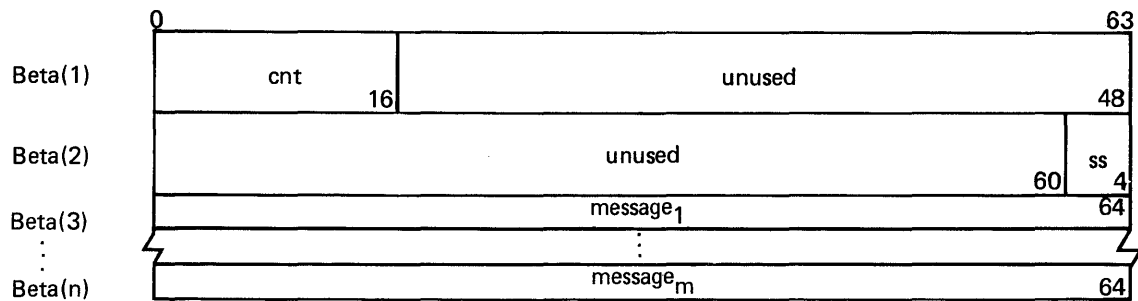 0 63
Beta(1) cnt 16 unused 48
Beta(2) unused 60 ss 4
Beta(3) message1 64
Beta(n) messagem 64